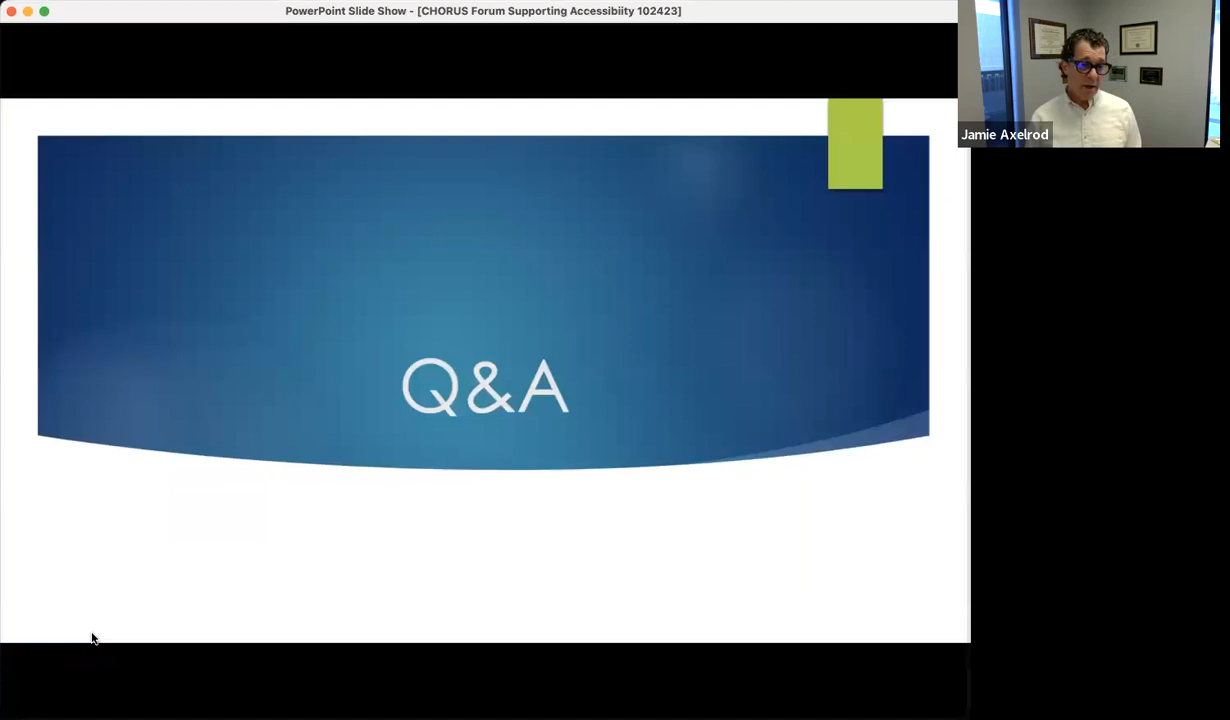 PowerPoint Slide Show - [CHORUS Forum Supporting Accessibiity 102423]
Jamie Axelrod
Q&A